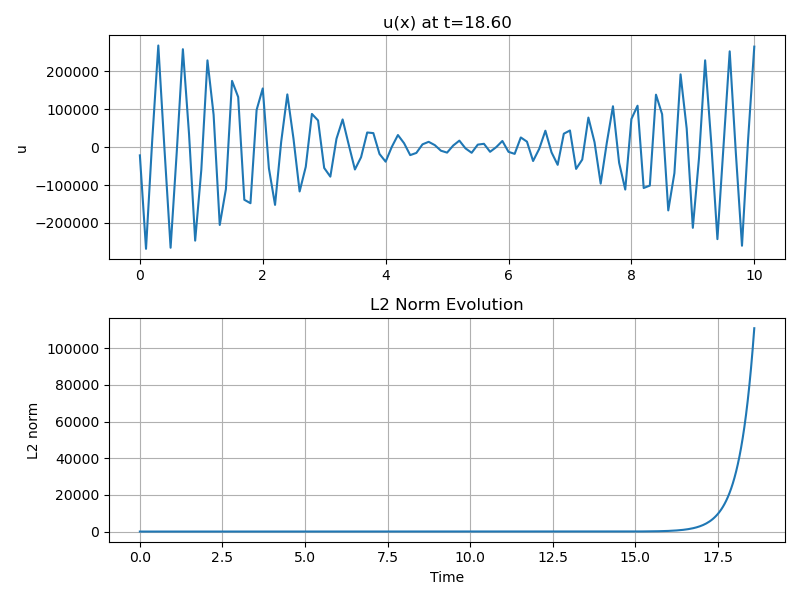 u(x) at t=18.60
200000
100000
0
−100000
−200000
u
0 2 4 6 8 10
L2 Norm Evolution
100000
80000
60000
40000
20000
0
L2 norm
0.0 2.5 5.0 7.5 10.0 12.5 15.0 17.5
Time